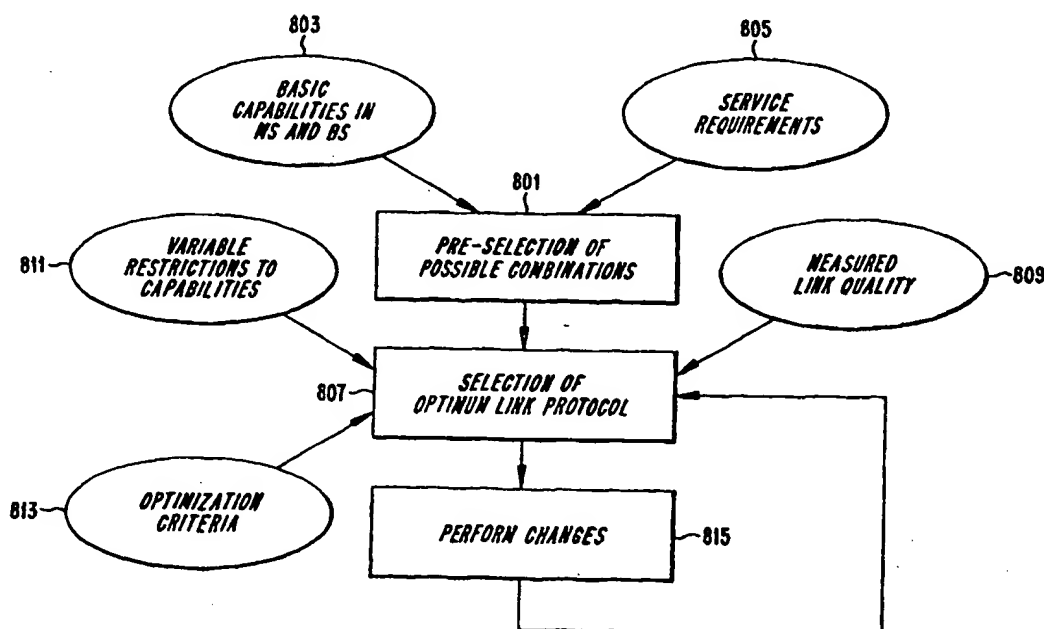 803
BASIC
CAPABILITIES IN
MS AND BS
805
SERVICE
REQUIREMENTS
801
PRE-SELECTION OF
POSSIBLE COMBINATIONS
811
VARIABLE
RESTRICTIONS TO
CAPABILITIES
MEASURED
LINK QUALITY
809
807
SELECTION OF
OPTIMUM LINK PROTOCOL
813
OPTIMIZATION
CRITERIA
PERFORM CHANGES
815